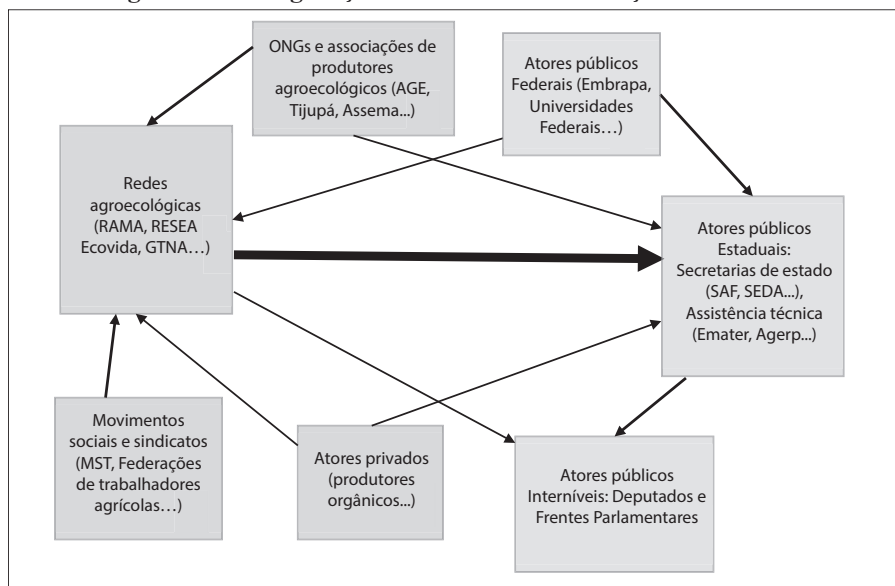 ONGs e associações de
produtores
agroecológicos (AGE,
Tijupá, Assema...)
Atores públicos
Federais (Embrapa,
Universidades
Federais…)
Redes
agroecológicas
(RAMA, RESEA
Ecovida, GTNA…)
Atores públicos
Estaduais:
Secretarias de estado
(SAF, SEDA...),
Assistência técnica
(Emater, Agerp...)
Movimentos
sociais e sindicatos
(MST, Federações
de trabalhadores
agrícolas…)
Atores privados
(produtores
orgânicos...)
Atores públicos
Interníveis: Deputados e
Frentes Parlamentares